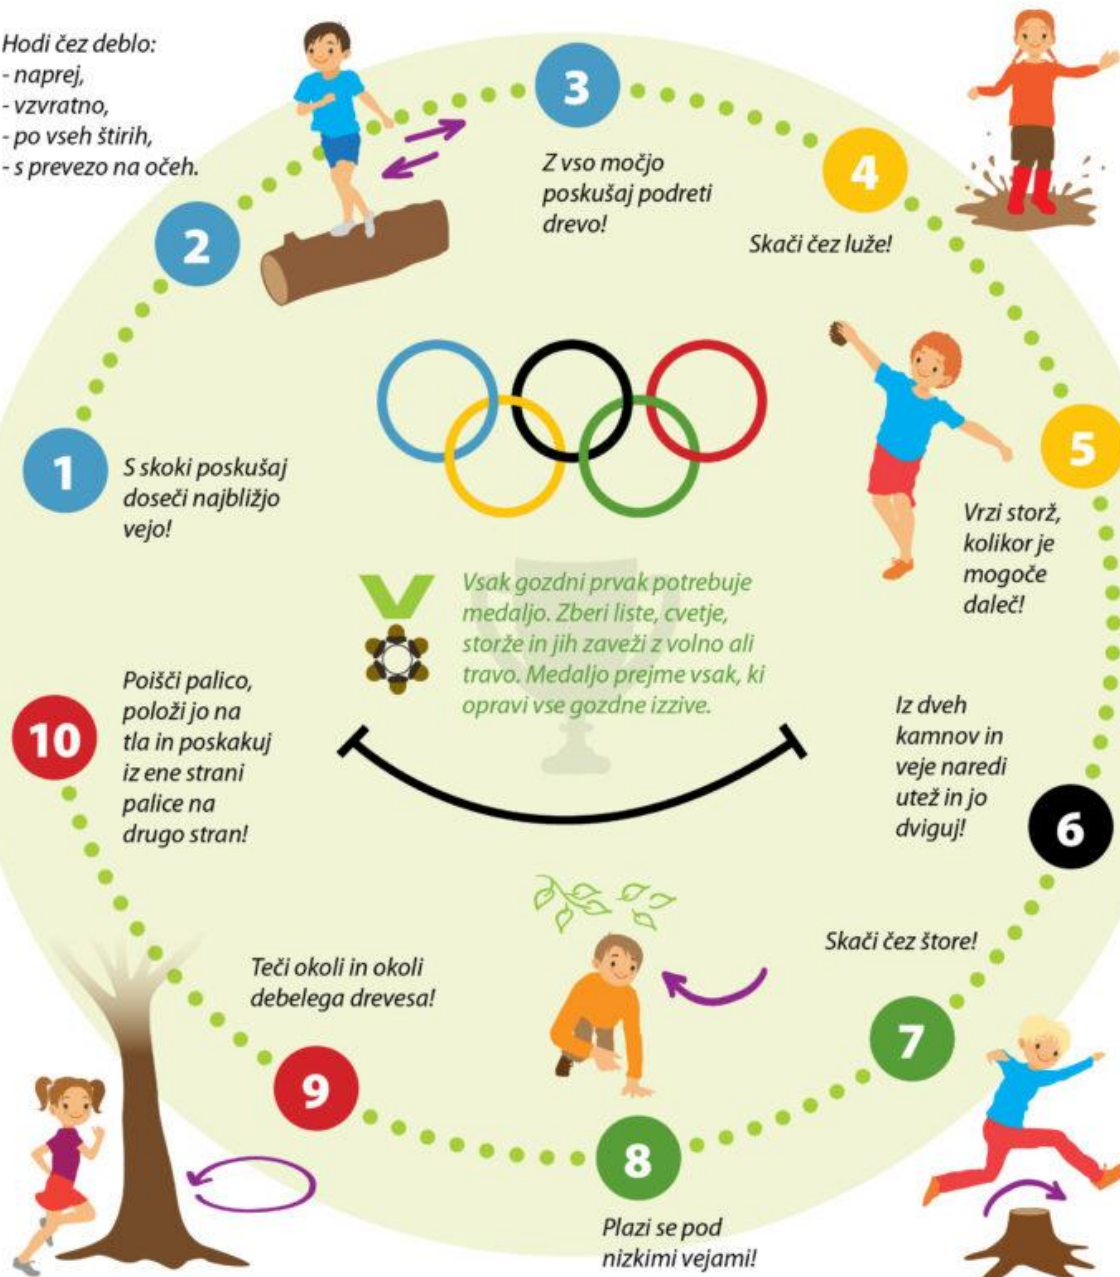 1
S skoki poskušaj
doseči najbližjo
vejo!
2
Hodi čez deblo:
- naprej,
- vzvratno,
- po vseh štirih,
- s prevezo na očeh.
3
Z vso močjo
poskušaj podreti
drevo!
4
Skači čez luže!
5
Vrzi storž,
kolikor je
mogoče
daleč!
6
Iz dveh
kamnov in
veje naredi
utež in jo
dviguj!
7
Skači čez štore!
8
Plazi se pod
nizkimi vejami!
9
Teči okoli in okoli
debelega drevesa!
10
Poišči palico,
položi jo na
tla in poskakuj
iz ene strani
palice na
drugo stran!
Vsak gozdni prvak potrebuje
medaljo. Zberi liste, cvetje,
storže in jih zaveži z volno ali
travo. Medaljo prejme vsak, ki
opravi vse gozdne izzive.